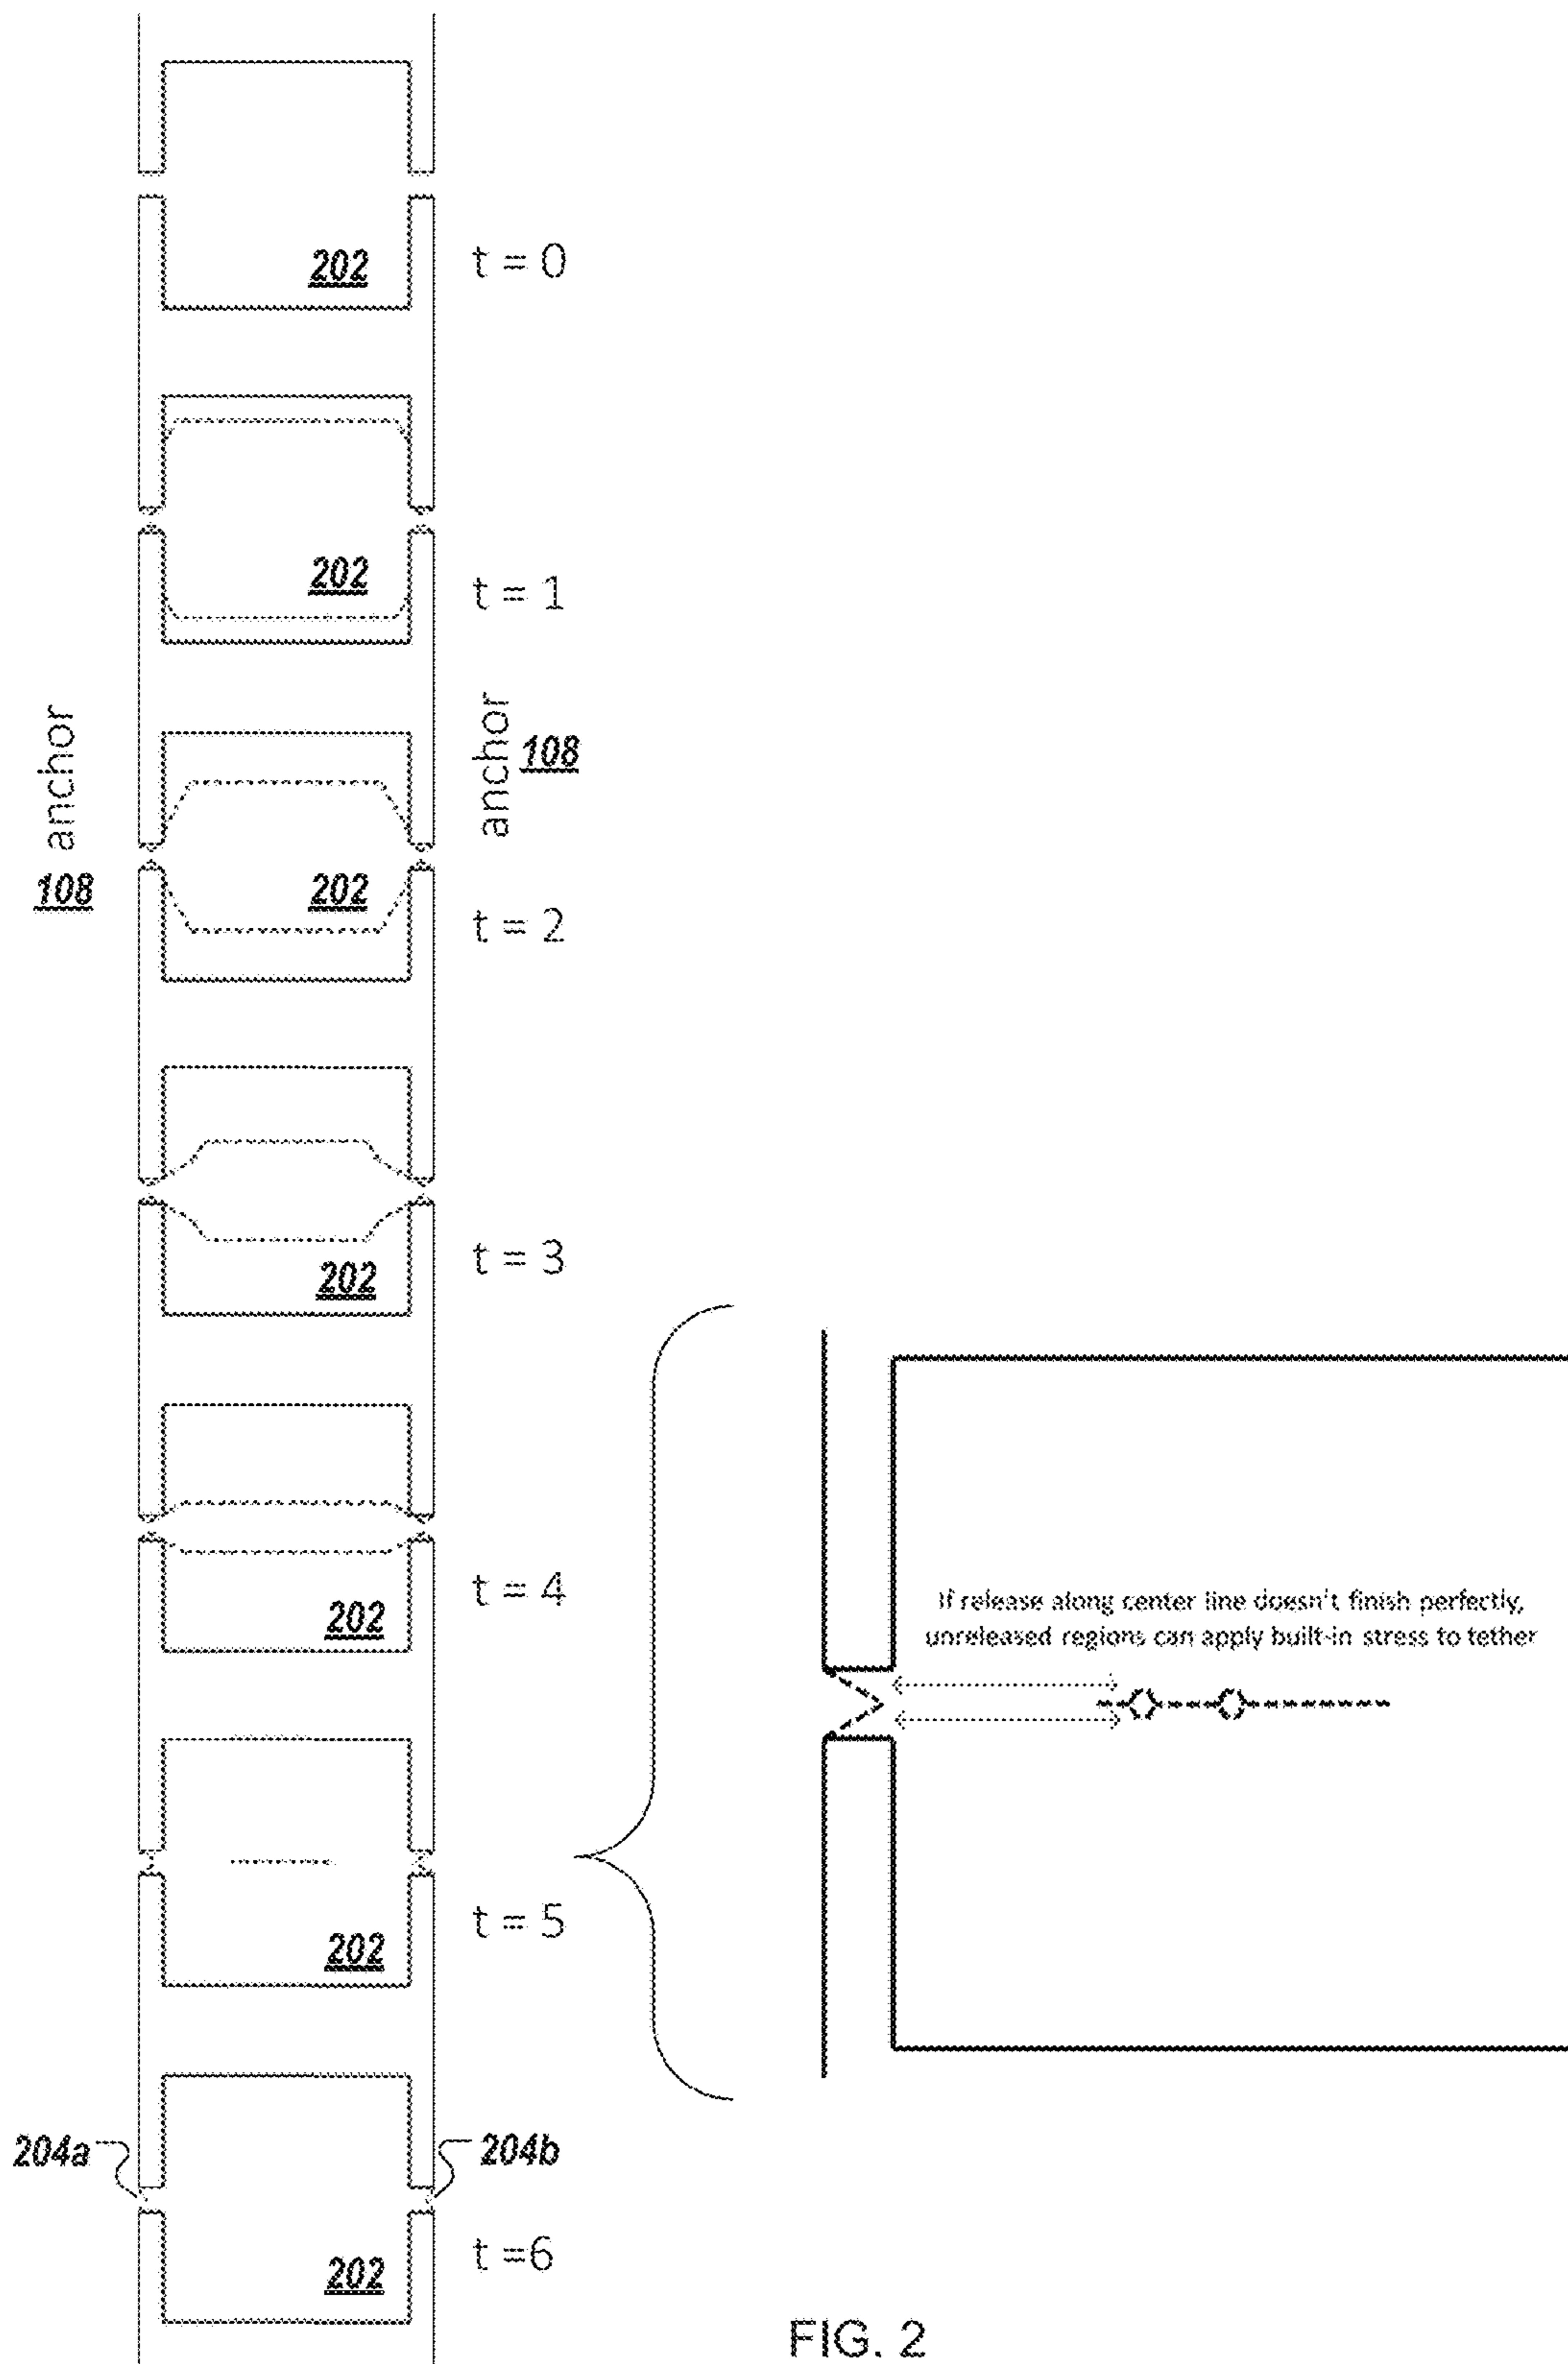 202
t = 0
202
t = 1
anchor
108
anchor
108
202
t = 2
202
t = 3
202
t = 4
If release along center line doesn't finish perfectly,
unreleased regions can apply built-in stress to tether
202
t = 5
204a
204b
202
t =6
FIG. 2